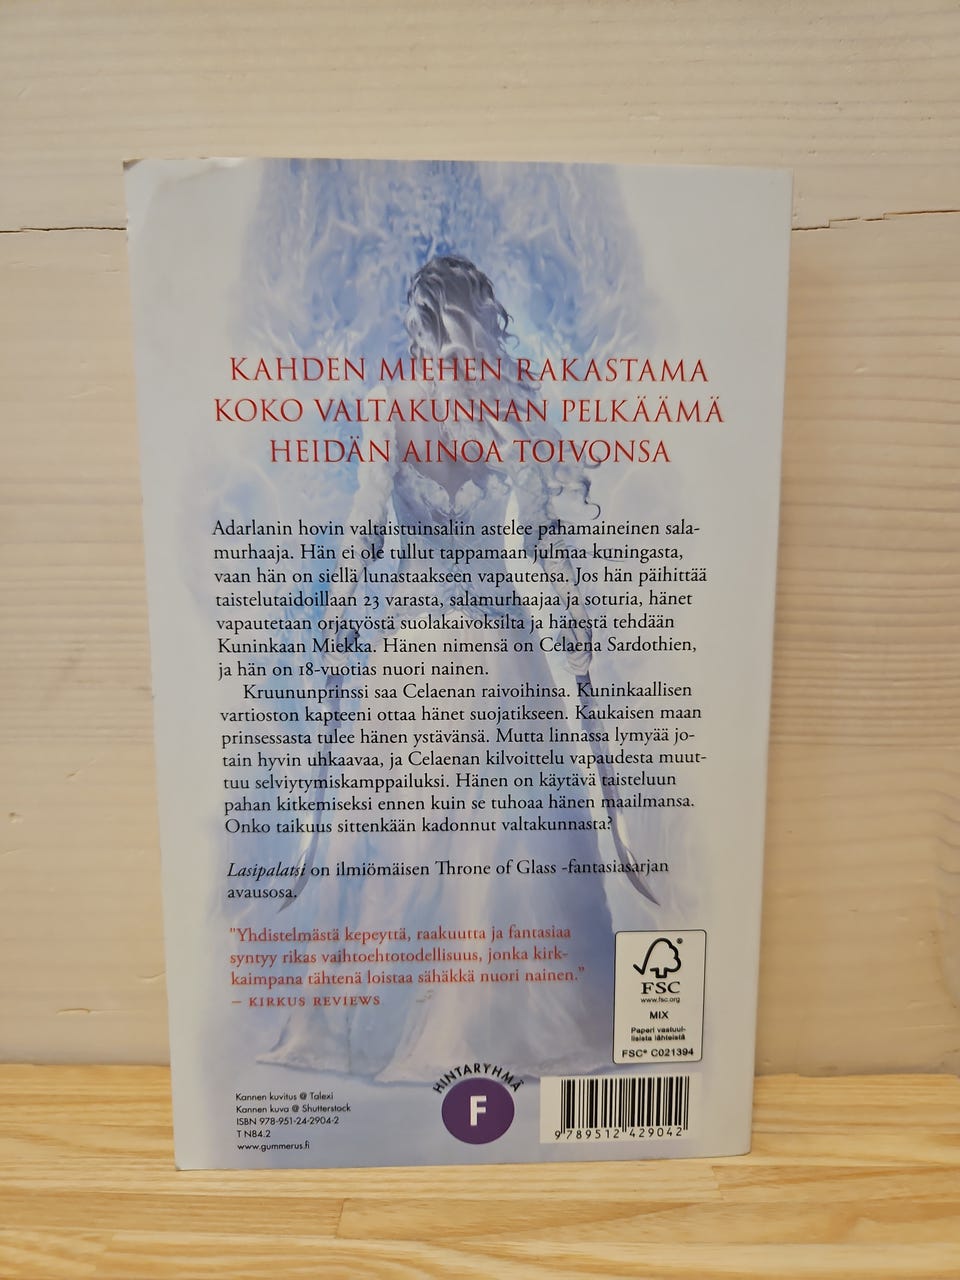 KAHDEN MIEHEN RAKASTAMA
KOKO VALTAKUNNAN PELKÄÄMÄ
HEIDÄN AINOA TOIVONSA
Adarlanin hovin valtaistuinsaliin astelee pahamaineinen sala-
murhaaja. Hän ei ole tullut tappamaan julmaa kuningasta,
vaan hän on siellä lunastaakseen vapautensa. Jos hän päihittää
taistelutaidoillaan 23 varasta, salamurhaajaa ja soturia, hänet
vapautetaan orjatyöstä suolakaivoksilta ja hänestä tehdään
Kuninkaan Miekka. Hänen nimensä on Celaena Sardothien,
ja hän on 18-vuotias nuori nainen.
Kruununprinssi saa Celaenan raivoihinsa. Kuninkaallisen
vartioston kapteeni ottaa hänet suojatikseen. Kaukaisen maan
prinsessasta tulee hänen ystävänsä. Mutta linnassa lymyää jo-
tain hyvin uhkaavaa, ja Celaenan kilvoittelu vapaudesta muut-
tuu selviytymiskamppailuksi. Hänen on käytävä taisteluun
pahan kitkemiseksi ennen kuin se tuhoaa hänen maailmansa.
Onko taikuus sittenkään kadonnut valtakunnasta?
Lasipalatsi on ilmiömäisen Throne of Glass -fantasiasarjan
avausosa.
"Yhdistelmästä kepeyttä, raakuutta ja fantasiaa
syntyy rikas vaihtoehtotodellisuus, jonka kirk-
kaimpana tähtenä loistaa sähäkkä nuori nainen."
– KIRKUS REVIEWS
FSC®
www.fsc.org
MIX
Paperi vastuul-
lisista lähteistä
FSC® C021394
Kannen kuvitus @ Talexi
Kannen kuva @ Shutterstock
ISBN 978-951-24-2904-2
T N84.2
www.gummerus.fi
HINTARYHMÄ
F
9 789512 429042